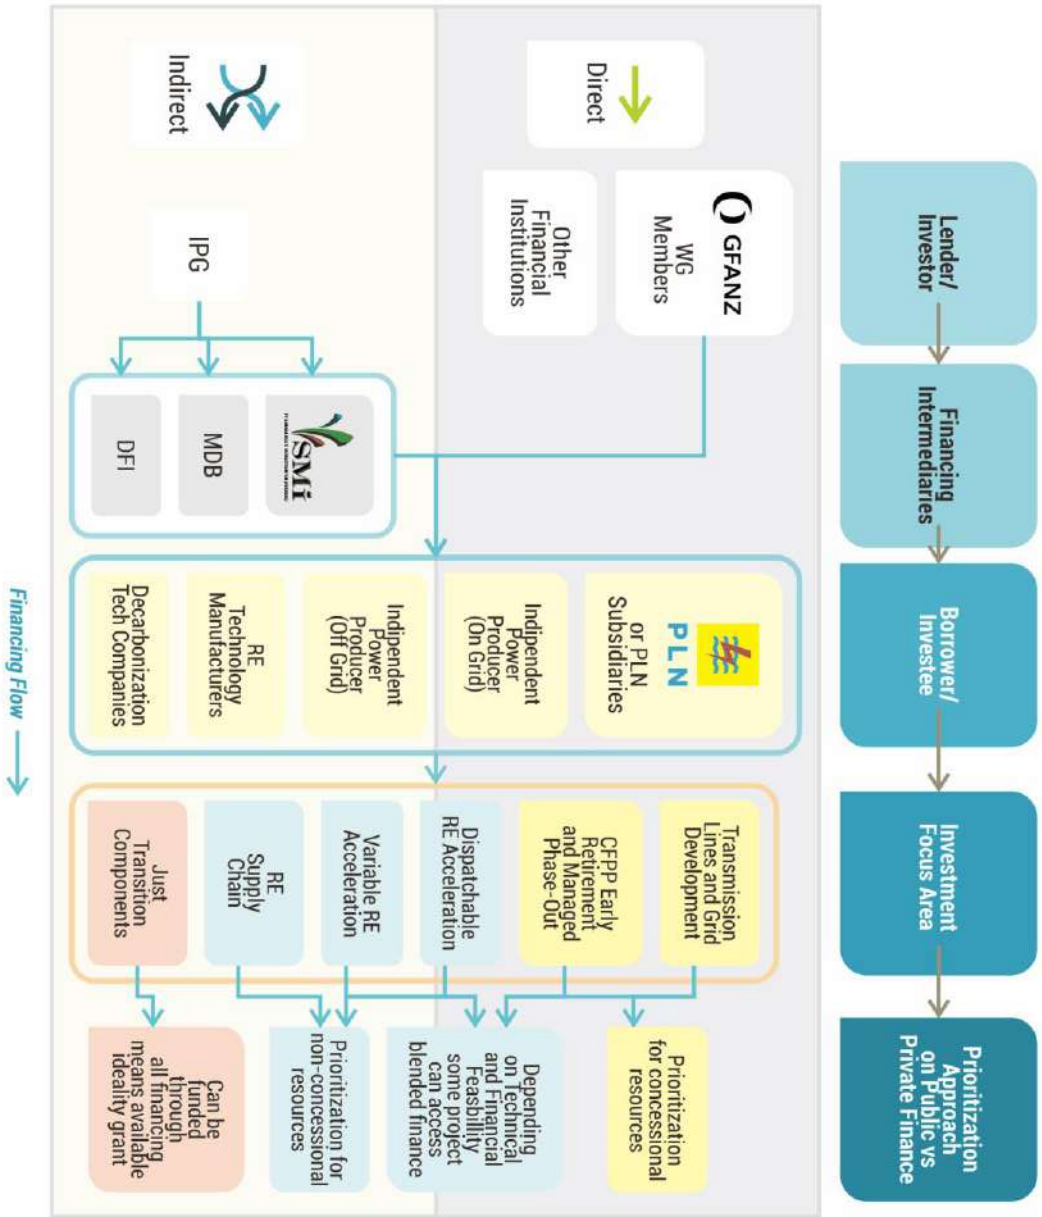 Lender/
Investor
Financing
Intermediaries
Borrower/
Investee
Investment
Focus Area
Prioritization
Approach
on Public vs
Private Finance
Direct
GFANZ
WG
Members
Other
Financial
Institutions
Indirect
IPG
SMi
MDB
DFI
PLN
or PLN
Subsidiaries
Indipendent
Power
Producer
(On Grid)
Indipendent
Power
Producer
(Off Grid)
RE
Technology
Manufacturers
Decarbonization
Tech Companies
Transmission
Lines and Grid
Development
CFPP Early
Retirement
and Managed
Phase-Out
Dispatchable
RE Acceleration
Variable RE
Acceleration
RE
Supply
Chain
Just
Transition
Components
Prioritization
for concessional
resources
Depending
on Technical
and Financial
Feasbility
some project
can access
blended finance
Prioritization for
non-concessional
resources
Can be
funded
through
all financing
means available
ideality grant
Financing Flow